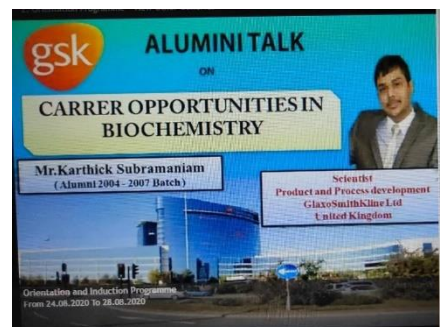 gsk
ALUMINI TALK
ON
CARRER OPPORTUNITIES IN
BIOCHEMISTRY
Mr.Karthick Subramaniam
( Alumni 2004 - 2007 Batch )
Scientist
Product and Process development
GlaxoSmithKline Ltd
United Kingdom
Orientation and Induction Programme
From 24.08.2020 To 28.08.2020